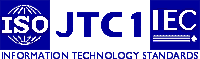 ISO JTC1 IEC
INFORMATION TECHNOLOGY STANDARDS